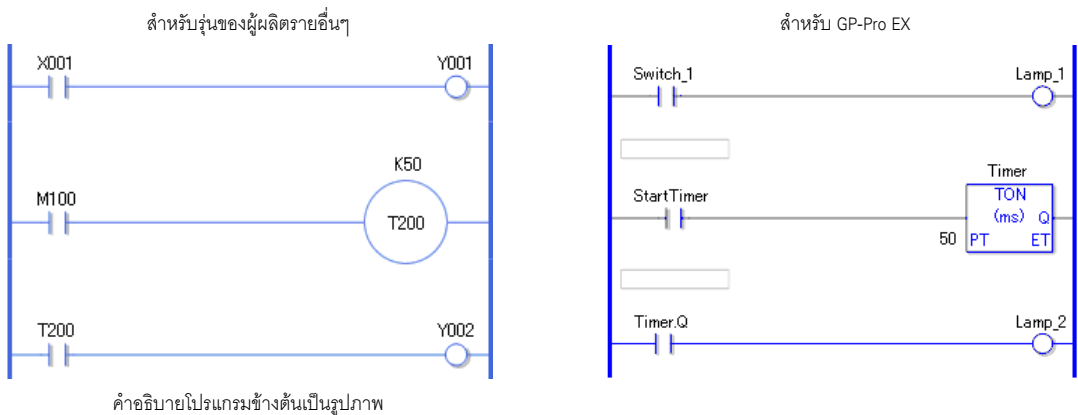 สำหรับรุ่นของผู้ผลิตรายอื่นๆ
X001 Y001
K50
M100
T200
T200 Y002
คำอธิบายโปรแกรมข้างต้นเป็นรูปภาพ
สำหรับ GP-Pro EX
Switch_1 Lamp_1
Timer
StartTimer TON
(ms) Q
50 PT ET
Timer.Q Lamp_2